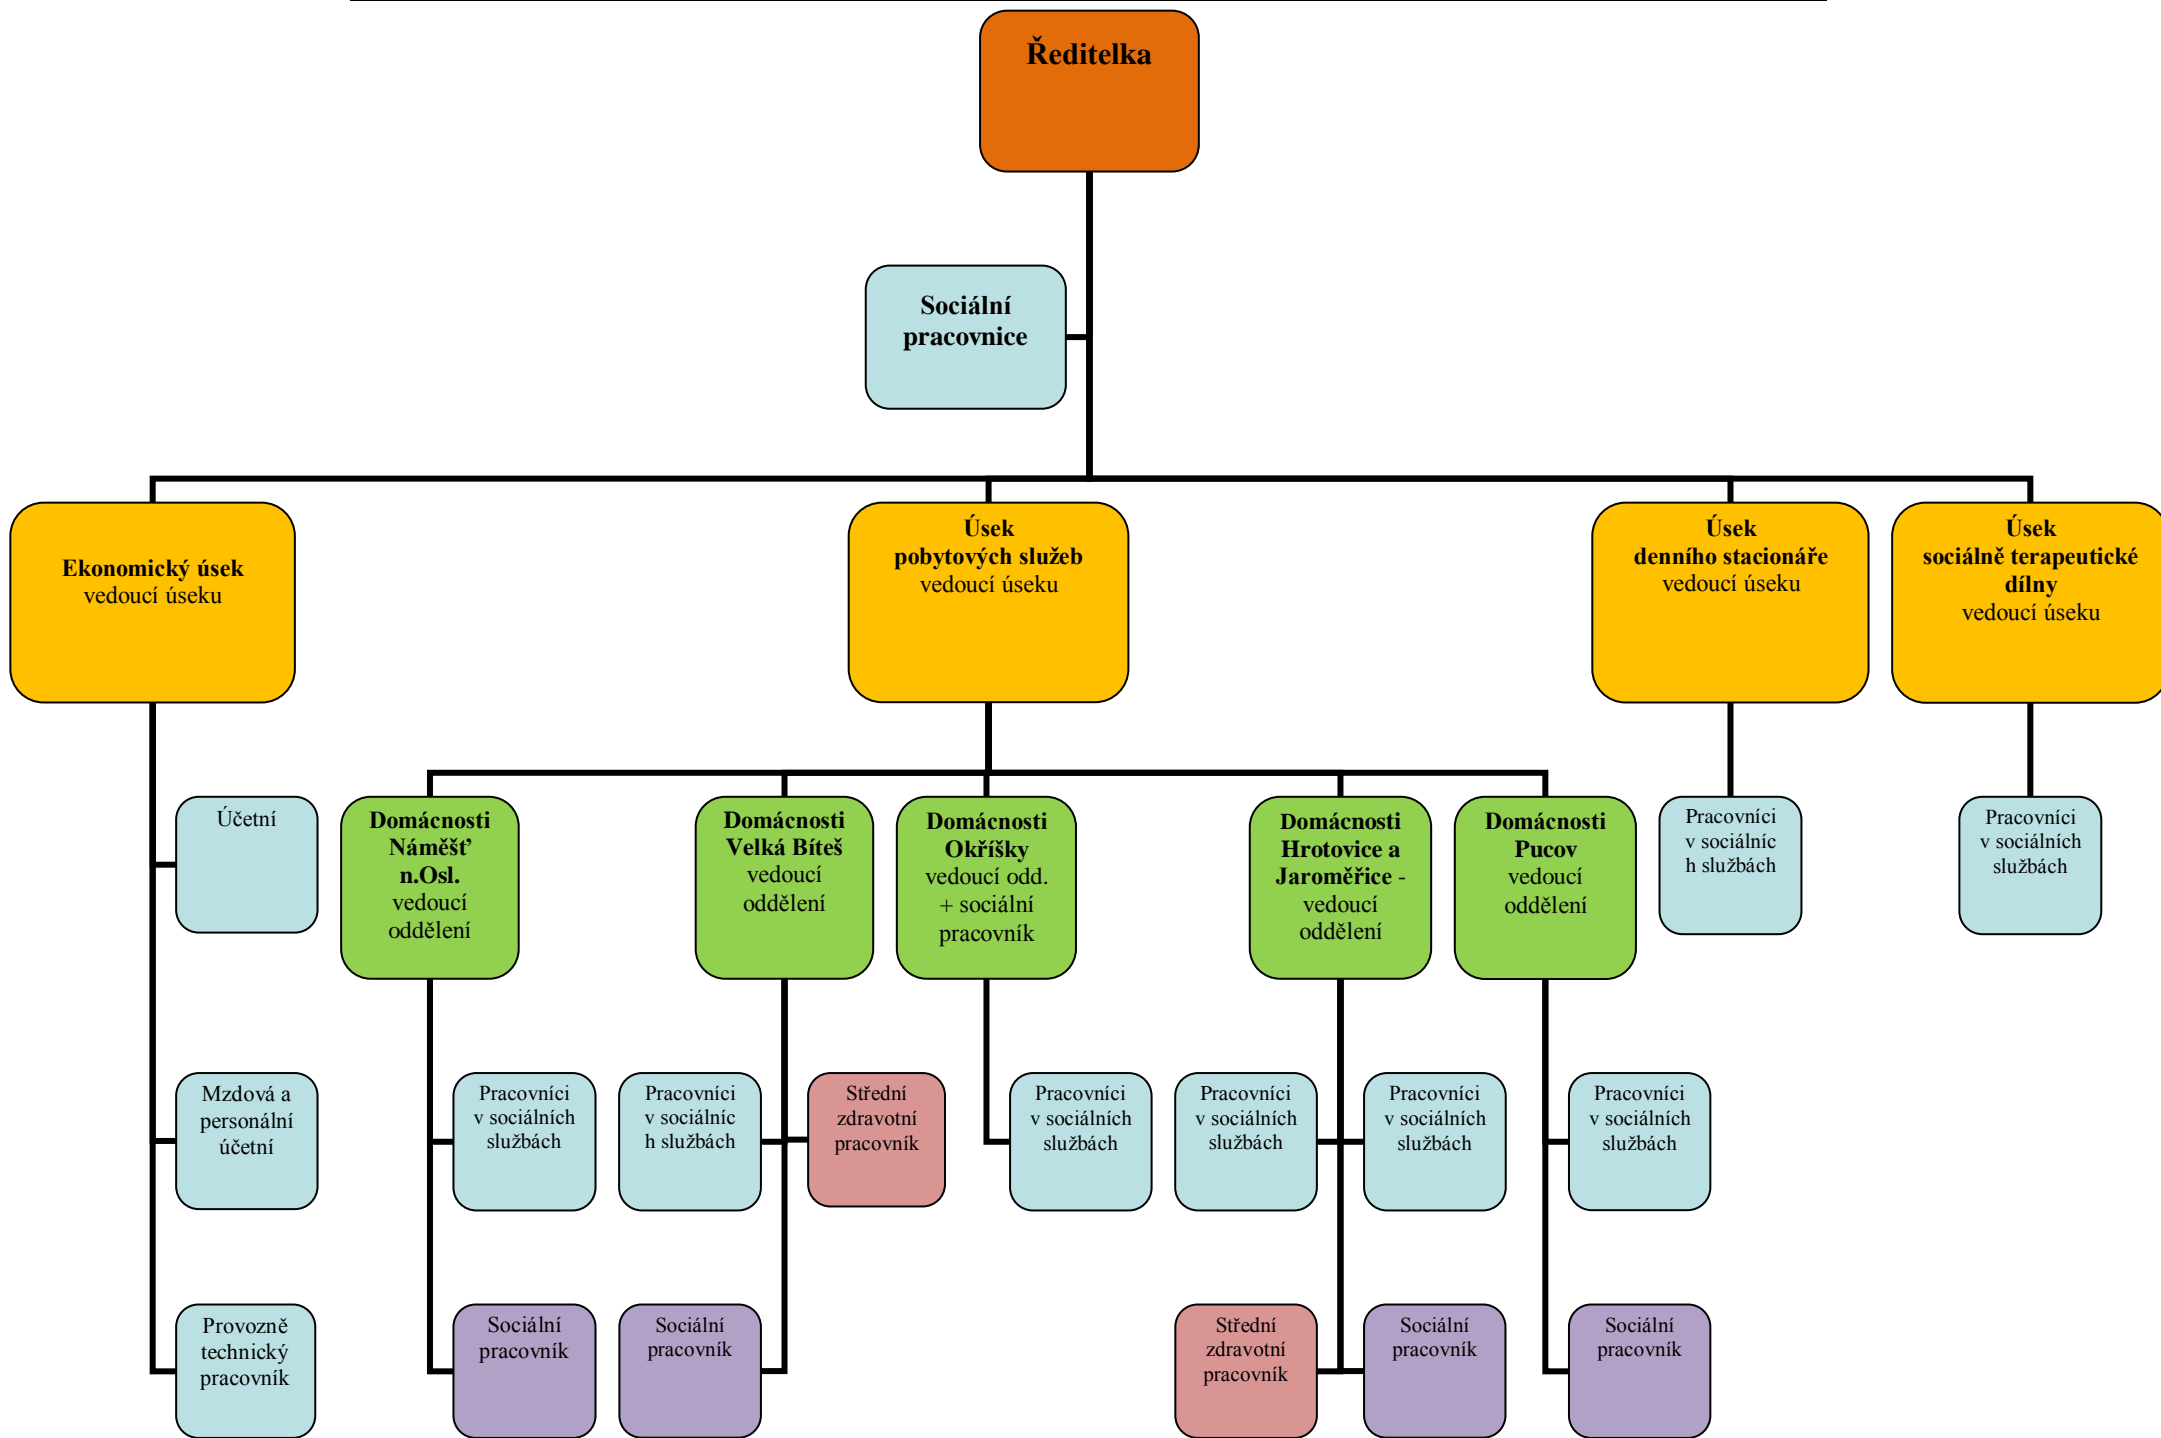 Ředitelka
Sociální
pracovnice
Ekonomický úsek
vedoucí úseku
Úsek
pobytových služeb
vedoucí úseku
Úsek
denního stacionáře
vedoucí úseku
Úsek
sociálně terapeutické
dílny
vedoucí úseku
Účetní
Domácnosti
Náměšť
n.Osl.
vedoucí
oddělení
Domácnosti
Velká Bíteš
vedoucí
oddělení
Domácnosti
Okříšky
vedoucí odd.
+ sociální
pracovník
Domácnosti
Hrotovice a
Jaroměřice -
vedoucí
oddělení
Domácnosti
Pucov
vedoucí
oddělení
Pracovníci
v sociálníc
h službách
Pracovníci
v sociálních
službách
Mzdová a
personální
účetní
Pracovníci
v sociálních
službách
Pracovníci
v sociálníc
h službách
Střední
zdravotní
pracovník
Pracovníci
v sociálních
službách
Pracovníci
v sociálních
službách
Pracovníci
v sociálních
službách
Pracovníci
v sociálních
službách
Provozně
technický
pracovník
Sociální
pracovník
Sociální
pracovník
Střední
zdravotní
pracovník
Sociální
pracovník
Sociální
pracovník